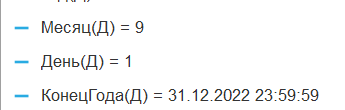 Месяц(Д) = 9
День(Д) = 1
КонецГода(Д) = 31.12.2022 23:59:59